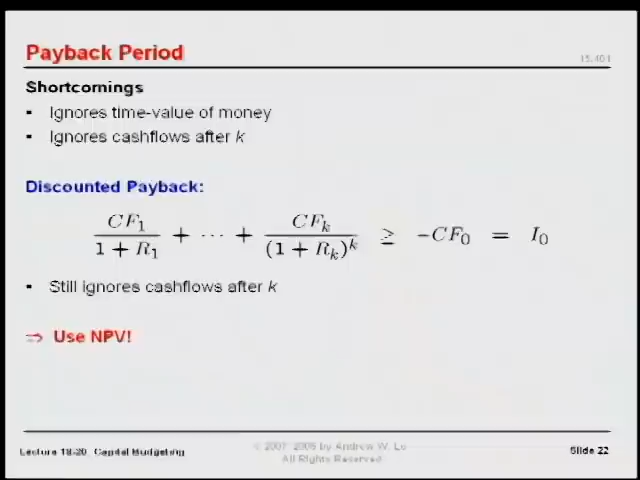 Payback Period
15.401
Shortcomings
▪ Ignores time-value of money
▪ Ignores cashflows after k
Discounted Payback:
CF₁/(1 + R₁) + ··· + CFₖ/(1 + Rₖ)ᵏ ≥ −CF₀ = I₀
▪ Still ignores cashflows after k
⇒ Use NPV!
Lecture 18-20: Capital Budgeting
© 2007-2008 by Andrew W. Lo
All Rights Reserved
Slide 22